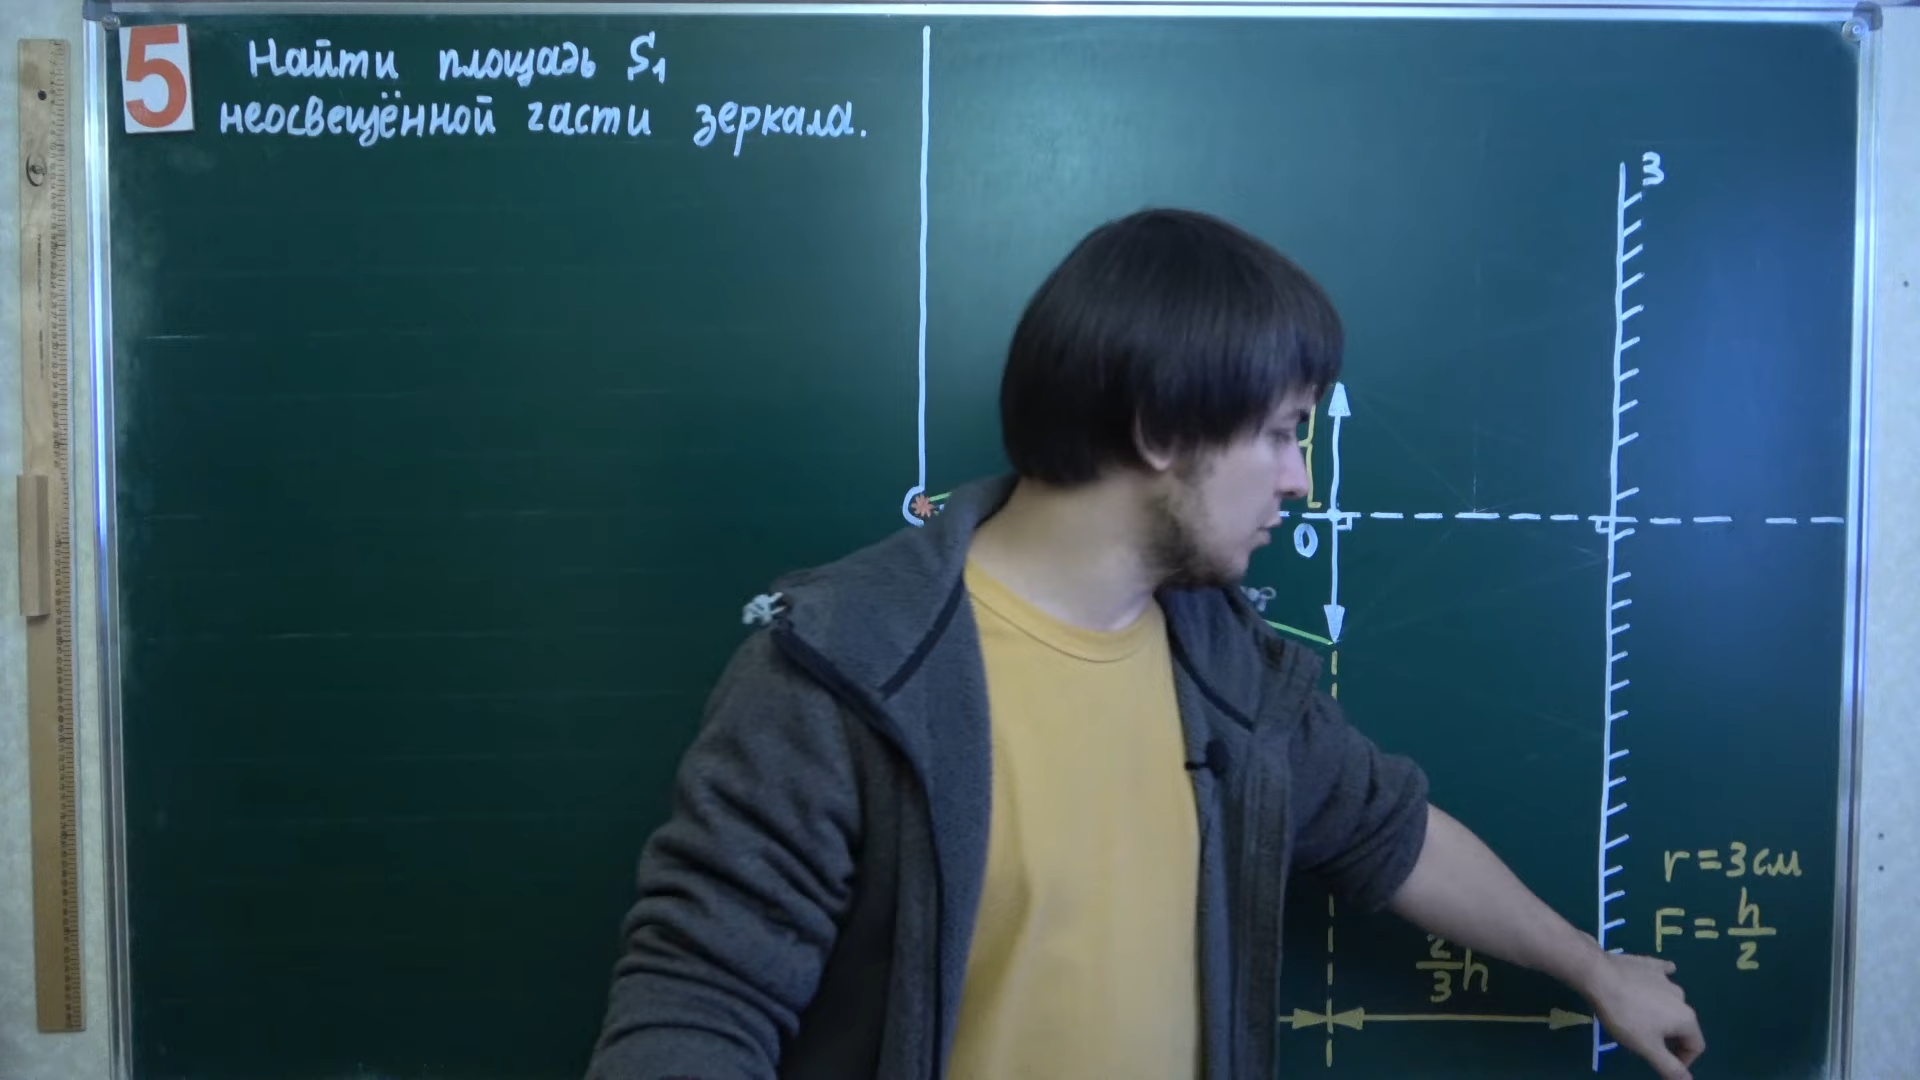 5 Найти площадь S₁
неосвещённой части зеркала.
З
O
r = 3 см
F = h/2
2/3 h